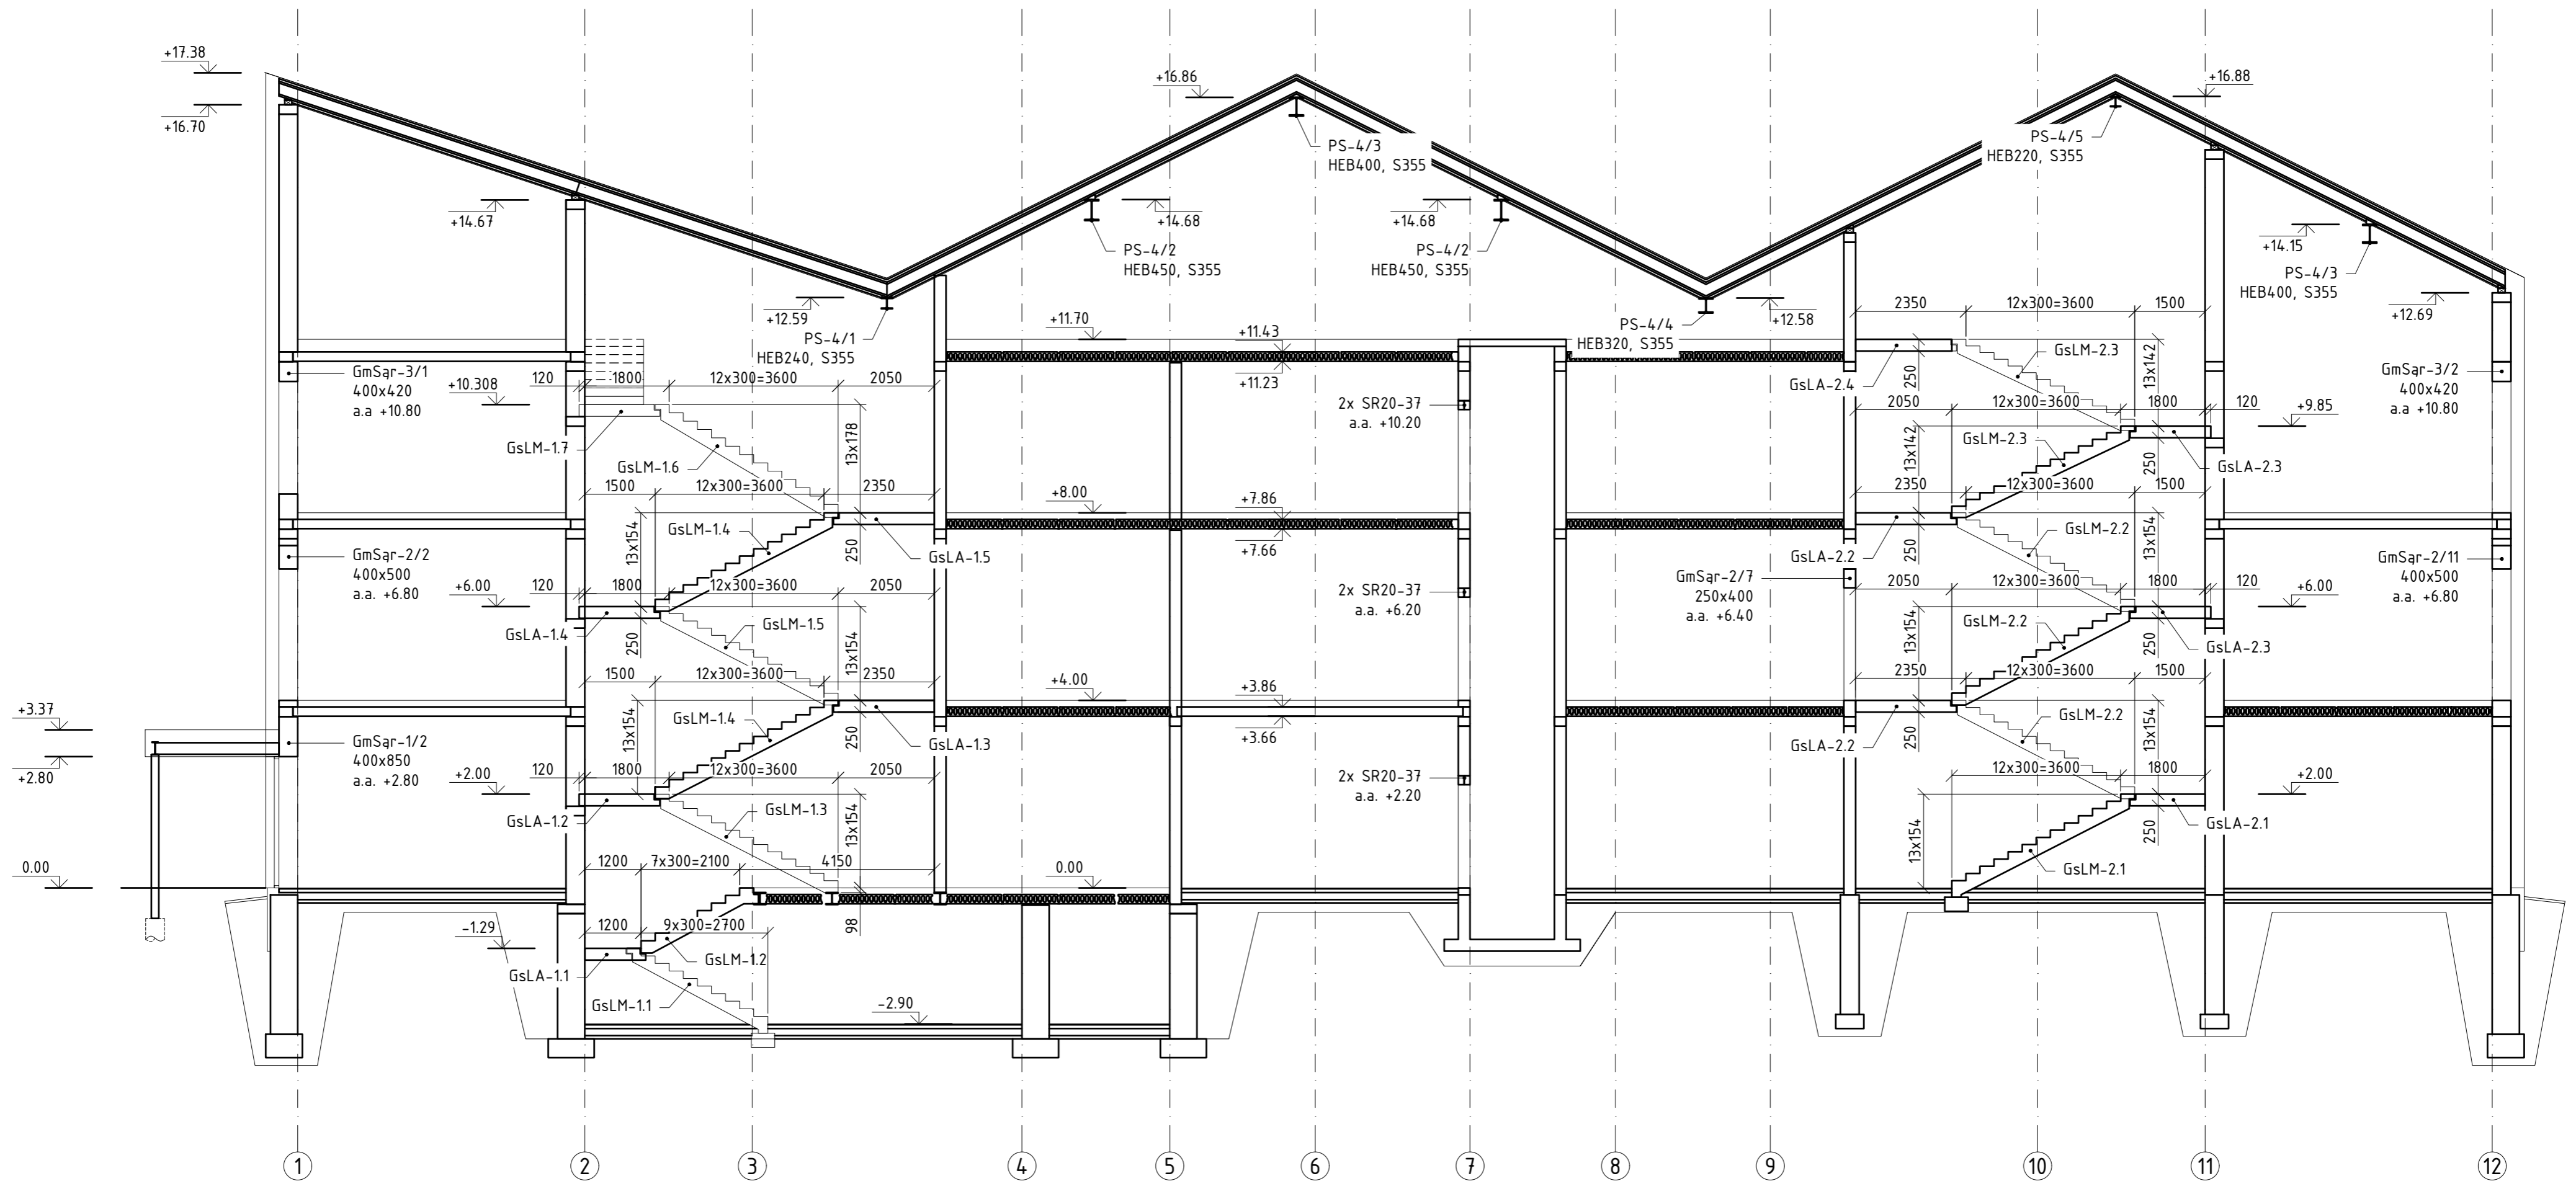 +17.38
+16.70
+16.86
+16.88
PS-4/3
HEB400, S355
PS-4/5
HEB220, S355
+14.67
+14.68
+14.68
+14.15
PS-4/2
HEB450, S355
PS-4/2
HEB450, S355
PS-4/3
HEB400, S355
+12.59
PS-4/1
HEB240, S355
+11.70
+11.43
+11.23
PS-4/4
HEB320, S355
+12.58
2350
12x300=3600
1500
+12.69
GmSąr-3/1
400x420
a.a +10.80
+10.308
120
1800
12x300=3600
2050
2x SR20-37
a.a. +10.20
GsLA-2.4
250
GsLM-2.3
13x142
GmSąr-3/2
400x420
a.a +10.80
2050
12x300=3600
1800
120
+9.85
GsLM-1.7
GsLM-1.6
13x178
13x142
GsLM-2.3
250
GsLA-2.3
1500
12x300=3600
2350
+8.00
+7.86
+7.66
2350
12x300=3600
1500
GsLM-1.4
13x154
250
GsLA-1.5
GsLA-2.2
250
GsLM-2.2
13x154
GmSąr-2/2
400x500
a.a. +6.80
GmSąr-2/7
250x400
a.a. +6.40
GmSąr-2/11
400x500
a.a. +6.80
+6.00
120
1800
12x300=3600
2050
2x SR20-37
a.a. +6.20
2050
12x300=3600
1800
120
+6.00
GsLA-1.4
250
GsLM-1.5
13x154
13x154
GsLM-2.2
250
GsLA-2.3
1500
12x300=3600
2350
+4.00
+3.86
+3.66
2350
12x300=3600
1500
+3.37
+2.80
GsLM-1.4
13x154
250
GsLA-1.3
GsLA-2.2
250
GsLM-2.2
13x154
GmSąr-1/2
400x850
a.a. +2.80
+2.00
120
1800
12x300=3600
2050
2x SR20-37
a.a. +2.20
12x300=3600
1800
+2.00
GsLA-1.2
GsLM-1.3
13x154
13x154
GsLM-2.1
250
GsLA-2.1
0.00
1200
7x300=2100
4150
0.00
98
-1.29
1200
9x300=2700
GsLA-1.1
GsLM-1.2
GsLM-1.1
-2.90
1
2
3
4
5
6
7
8
9
10
11
12